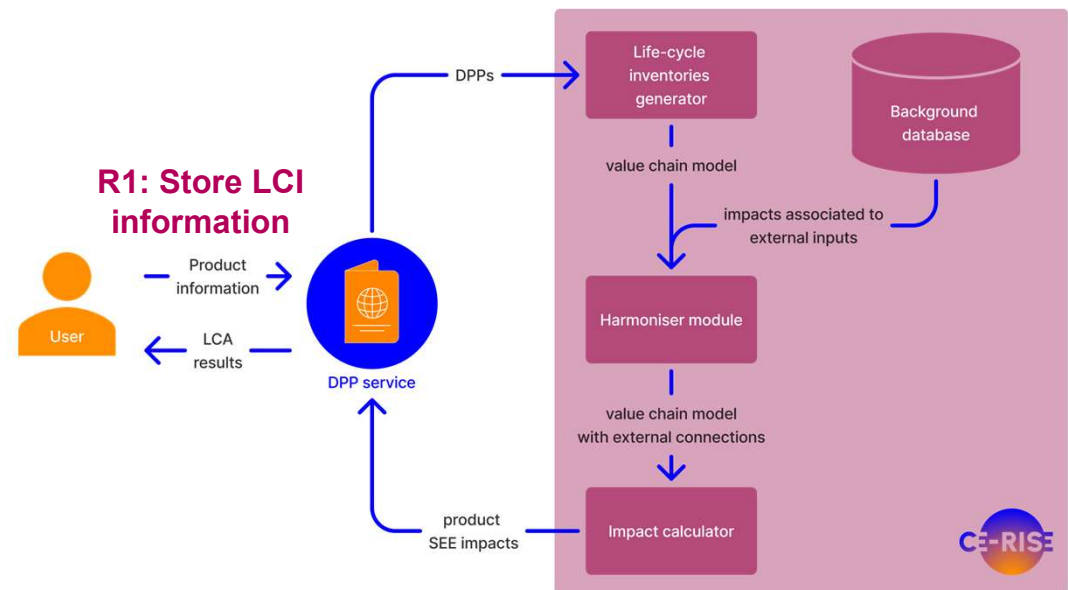 Life-cycle
inventories
generator
DPPs
Background
database
value chain model
R1: Store LCI
information
impacts associated to
external inputs
Product
information
User
LCA
results
DPP service
Harmoniser module
value chain model
with external connections
product
SEE impacts
Impact calculator
CE-RISE